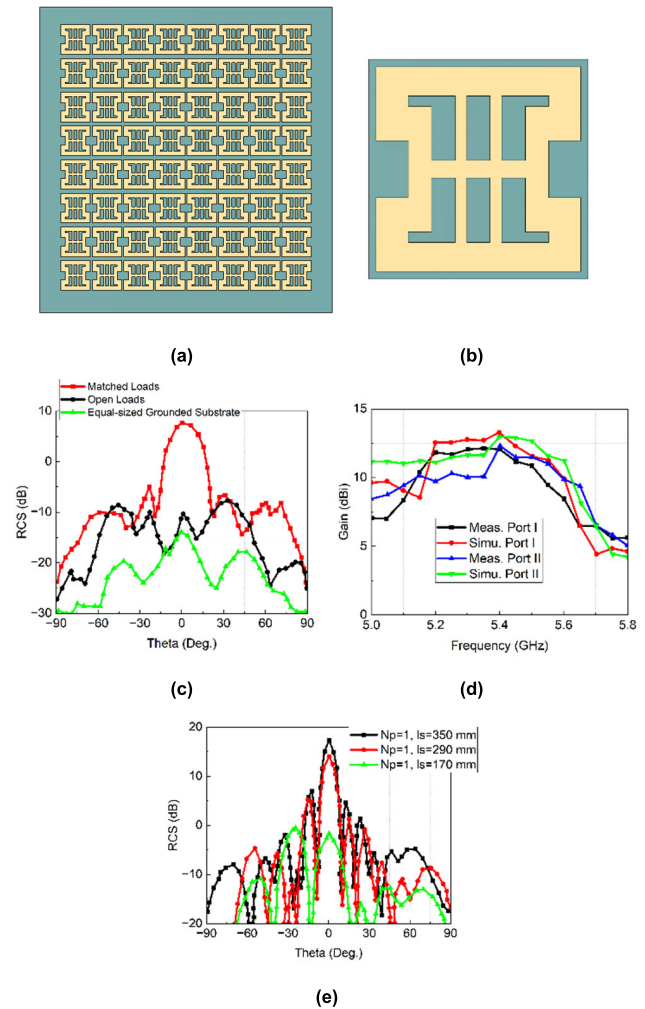 (a)
(b)
Matched Loads
Open Loads
Equal-sized Grounded Substrate
10
0
−10
−20
−30
RCS (dB)
−90 −60 −30 0 30 60 90
Theta (Deg.)
(c)
15
10
5
0
Gain (dBi)
Meas. Port I
Simu. Port I
Meas. Port II
Simu. Port II
5.0 5.2 5.4 5.6 5.8
Frequency (GHz)
(d)
20
10
0
−10
−20
RCS (dB)
Np=1, ls=350 mm
Np=1, ls=290 mm
Np=1, ls=170 mm
−90 −60 −30 0 30 60 90
Theta (Deg.)
(e)